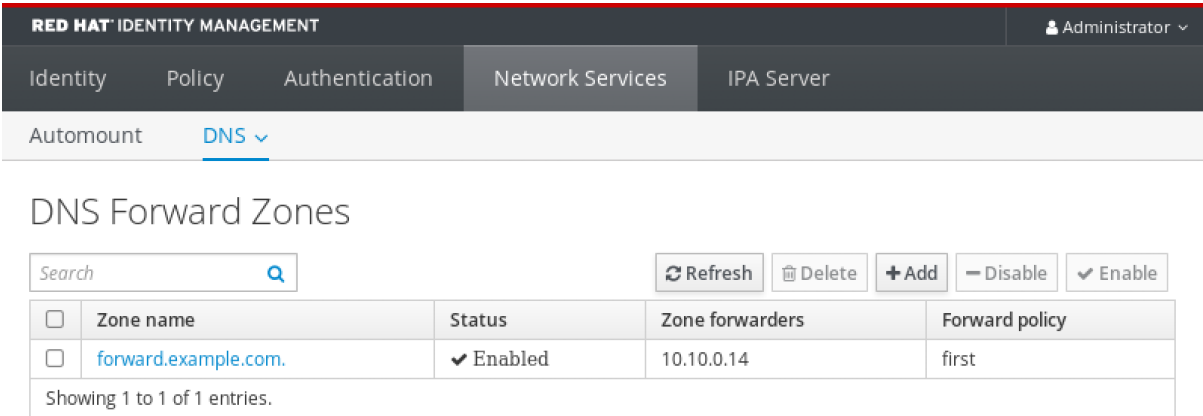 RED HAT® IDENTITY MANAGEMENT
Administrator
Identity Policy Authentication Network Services IPA Server
Automount DNS
DNS Forward Zones
Search Refresh Delete Add Disable Enable
Zone name Status Zone forwarders Forward policy
forward.example.com. Enabled 10.10.0.14 first
Showing 1 to 1 of 1 entries.